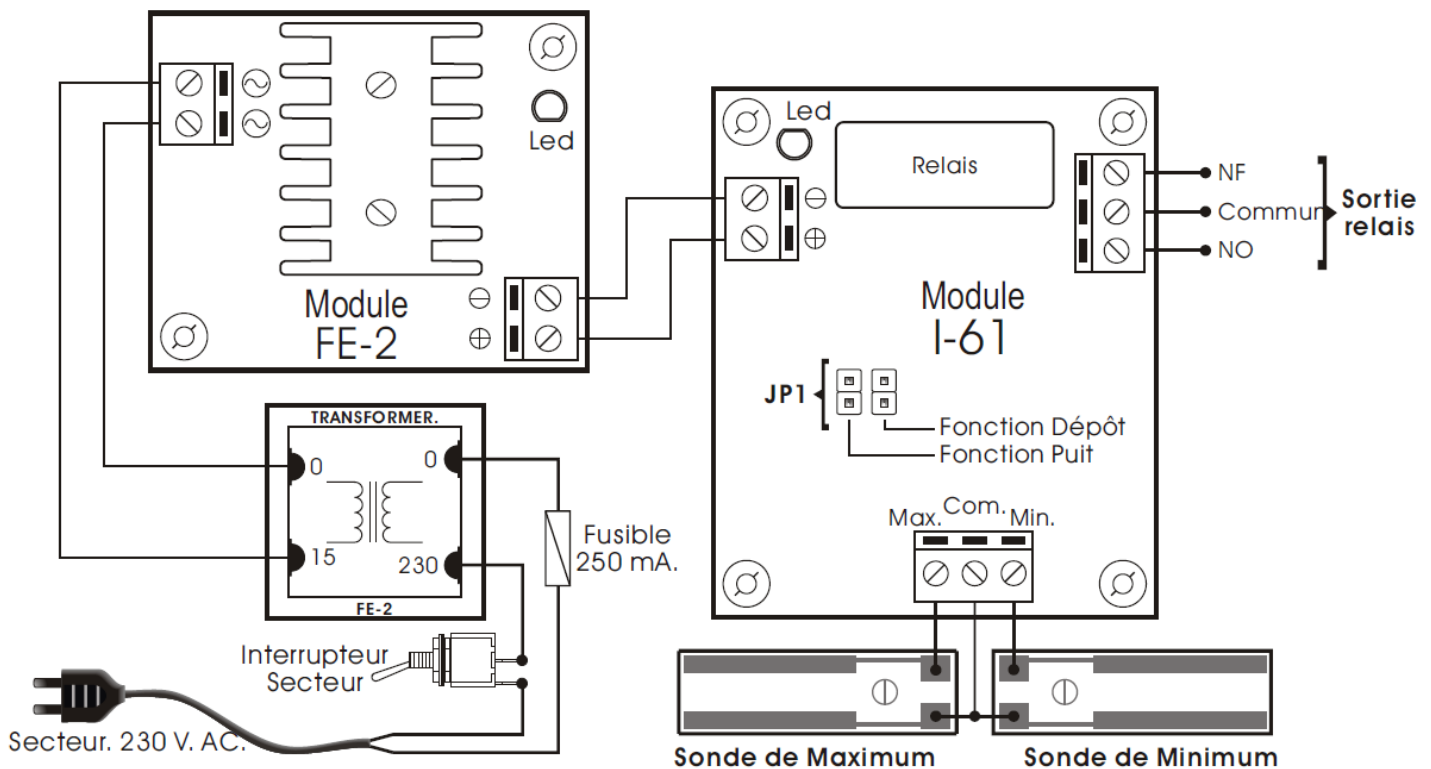 Led
Module
FE-2
Led
Relais
NF
Commun
NO
Sortie
relais
Module
I-61
JP1
Fonction Dépôt
Fonction Puit
Max.
Com.
Min.
TRANSFORMER.
0
0
15
230
FE-2
Fusible
250 mA.
Interrupteur
Secteur
Secteur. 230 V. AC.
Sonde de Maximum
Sonde de Minimum